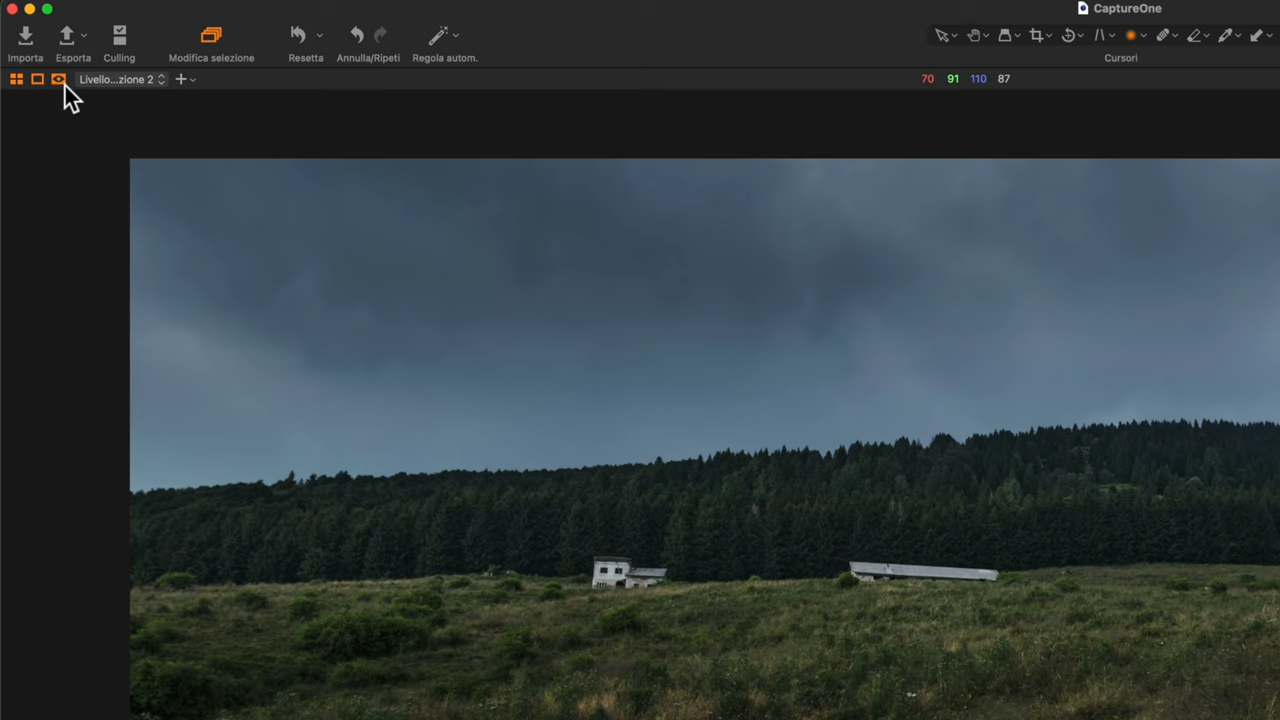 CaptureOne
Importa Esporta Culling Modifica selezione Resetta Annulla/Ripeti Regola autom. Cursori
Livello...zione 2 70 91 110 87